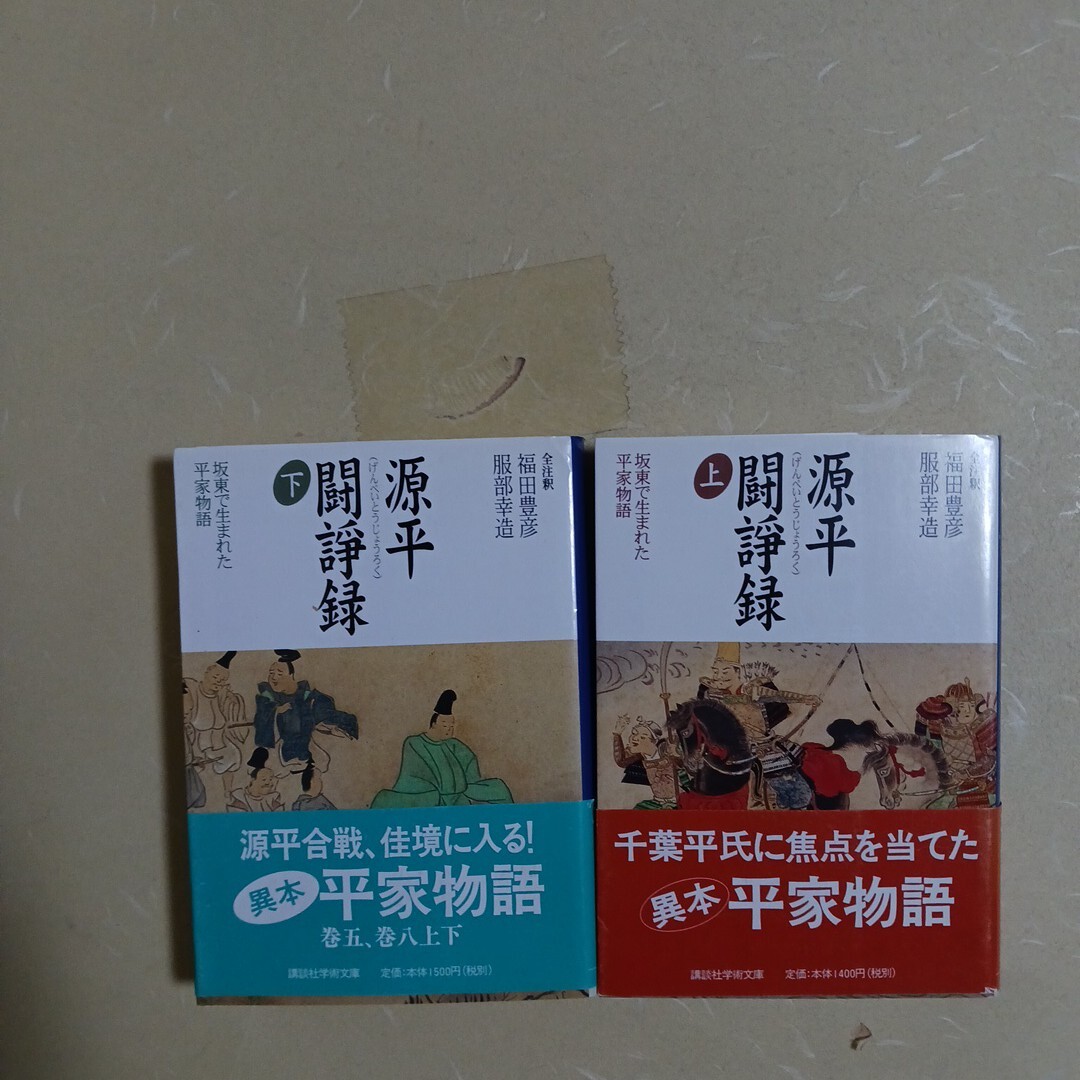 全注釈
福田豊彦
服部幸造
源平
闘諍録
(げんぺいとうじょうろく)
下
坂東で生まれた
平家物語
源平合戦、佳境に入る!
異本 平家物語
巻五、巻八上下
講談社学術文庫 定価:本体1500円(税別)
全注釈
福田豊彦
服部幸造
源平
闘諍録
(げんぺいとうじょうろく)
上
坂東で生まれた
平家物語
千葉平氏に焦点を当てた
異本 平家物語
講談社学術文庫 定価:本体1400円(税別)